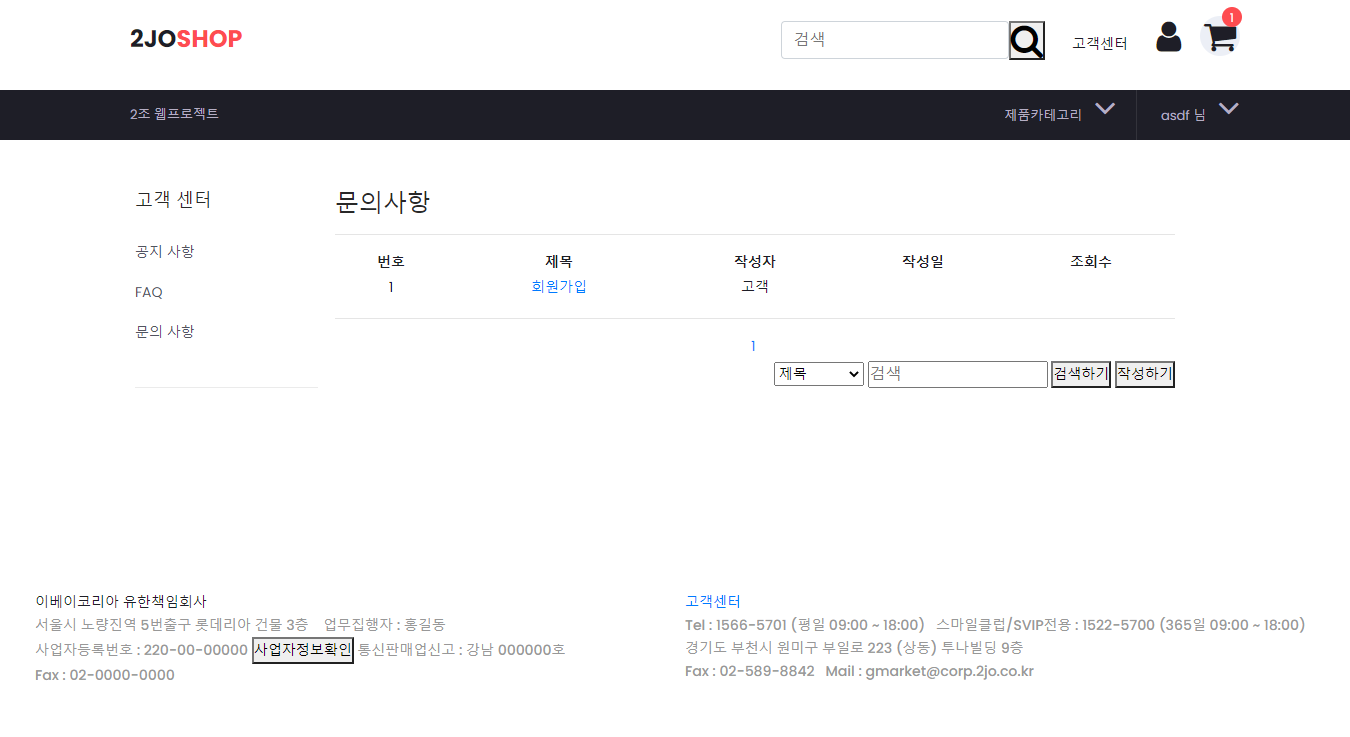 2JOSHOP
검색
고객센터
1
2조 웹프로젝트
제품카테고리
asdf 님
고객 센터
공지 사항
FAQ
문의 사항
문의사항
번호 제목 작성자 작성일 조회수
1 회원가입 고객
1
제목 검색 검색하기 작성하기
이베이코리아 유한책임회사
서울시 노량진역 5번출구 롯데리아 건물 3층 업무집행자 : 홍길동
사업자등록번호 : 220-00-00000 사업자정보확인 통신판매업신고 : 강남 000000호
Fax : 02-0000-0000
고객센터
Tel : 1566-5701 (평일 09:00 ~ 18:00) 스마일클럽/SVIP전용 : 1522-5700 (365일 09:00 ~ 18:00)
경기도 부천시 원미구 부일로 223 (상동) 투나빌딩 9층
Fax : 02-589-8842 Mail : gmarket@corp.2jo.co.kr